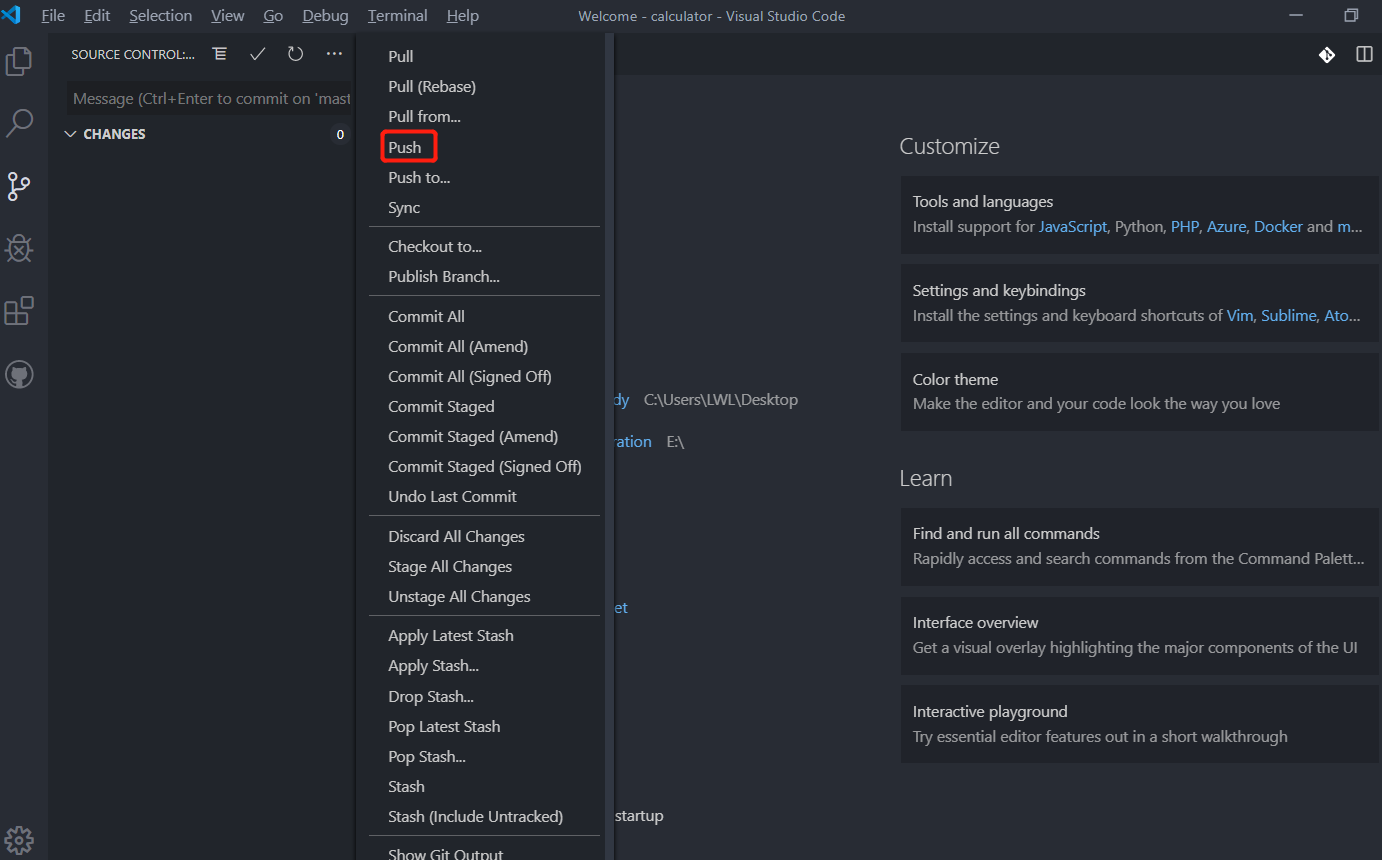 File Edit Selection View Go Debug Terminal Help
Welcome - calculator - Visual Studio Code
SOURCE CONTROL:...
Message (Ctrl+Enter to commit on 'mast
CHANGES 0
Pull
Pull (Rebase)
Pull from...
Push
Push to...
Sync
Checkout to...
Publish Branch...
Commit All
Commit All (Amend)
Commit All (Signed Off)
Commit Staged
Commit Staged (Amend)
Commit Staged (Signed Off)
Undo Last Commit
Discard All Changes
Stage All Changes
Unstage All Changes
Apply Latest Stash
Apply Stash...
Drop Stash...
Pop Latest Stash
Pop Stash...
Stash
Stash (Include Untracked)
Show Git Output
dy C:\Users\LWL\Desktop
ration E:\
et
startup
Customize
Tools and languages
Install support for JavaScript, Python, PHP, Azure, Docker and m...
Settings and keybindings
Install the settings and keyboard shortcuts of Vim, Sublime, Ato...
Color theme
Make the editor and your code look the way you love
Learn
Find and run all commands
Rapidly access and search commands from the Command Palett...
Interface overview
Get a visual overlay highlighting the major components of the UI
Interactive playground
Try essential editor features out in a short walkthrough